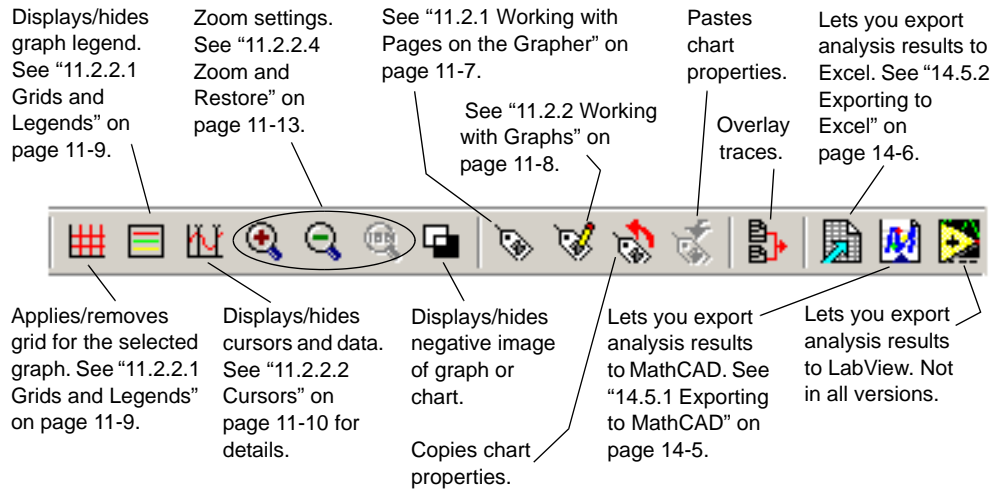 Displays/hides
graph legend.
See “11.2.2.1
Grids and
Legends” on
page 11-9.
Zoom settings.
See “11.2.2.4
Zoom and
Restore” on
page 11-13.
See “11.2.1 Working with
Pages on the Grapher” on
page 11-7.
See “11.2.2 Working
with Graphs” on
page 11-8.
Pastes
chart
properties.
Overlay
traces.
Lets you export
analysis results to
Excel. See “14.5.2
Exporting to
Excel” on
page 14-6.
100
Applies/removes
grid for the selected
graph. See “11.2.2.1
Grids and Legends”
on page 11-9.
Displays/hides
cursors and data.
See “11.2.2.2
Cursors” on
page 11-10 for
details.
Displays/hides
negative image
of graph or
chart.
Copies chart
properties.
Lets you export
analysis results
to MathCAD. See
“14.5.1 Exporting
to MathCAD” on
page 14-5.
Lets you export
analysis results
to LabView. Not
in all versions.